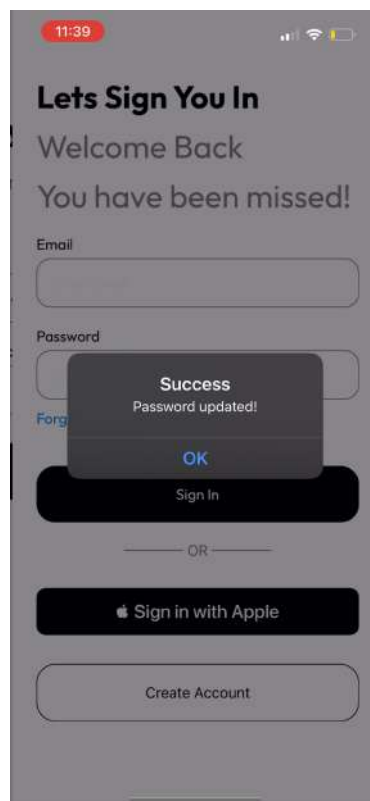 11:39
Lets Sign You In
Welcome Back
You have been missed!
Email
Password
Success
Password updated!
Forg
OK
Sign In
OR
Sign in with Apple
Create Account